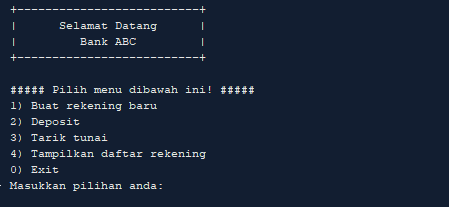 +--------------------------+
|      Selamat Datang      |
|         Bank ABC         |
+--------------------------+
##### Pilih menu dibawah ini! #####
1) Buat rekening baru
2) Deposit
3) Tarik tunai
4) Tampilkan daftar rekening
0) Exit
Masukkan pilihan anda: